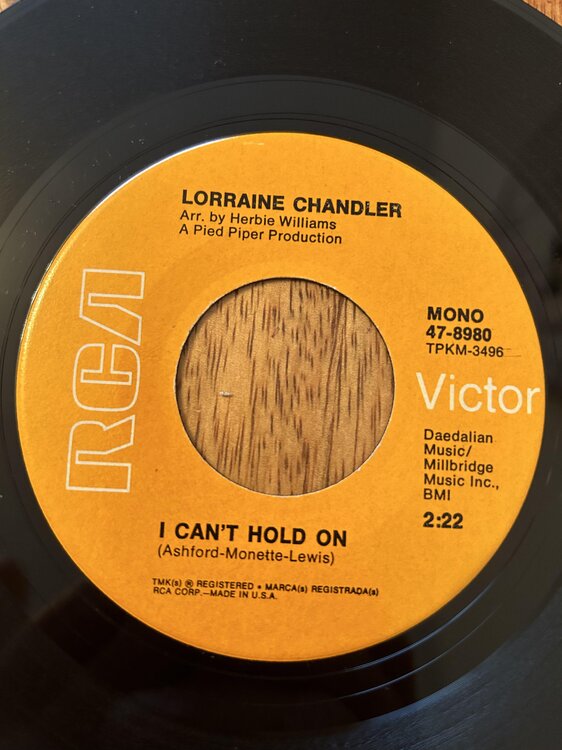 LORRAINE CHANDLER
Arr. by Herbie Williams
A Pied Piper Production
RCA
MONO
47-8980
TPKM-3496
Victor
Daedalian
Music/
Millbridge
Music Inc.,
BMI
2:22
I CAN'T HOLD ON
(Ashford-Monette-Lewis)
TMK(s) ® REGISTERED • MARCA(s) REGISTRADA(s)
RCA CORP.—MADE IN U.S.A.